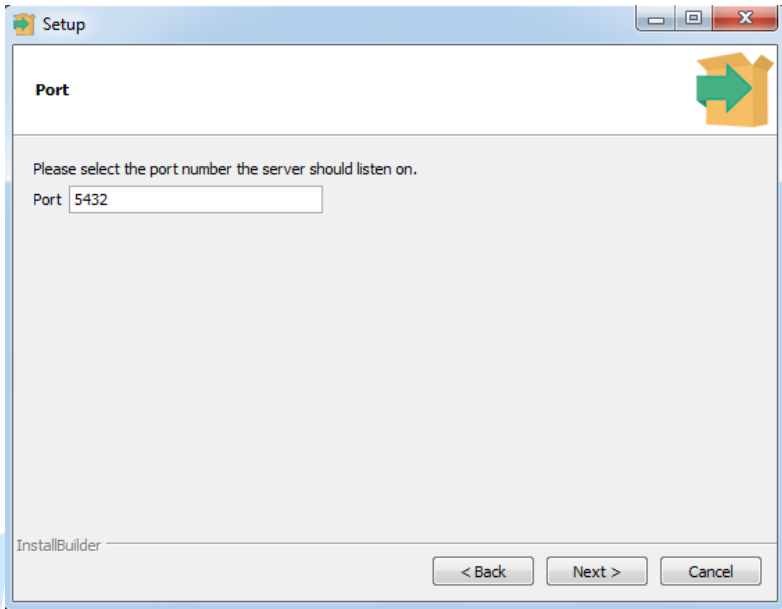 Setup
Port
Please select the port number the server should listen on.
Port 5432
InstallBuilder
< Back Next > Cancel